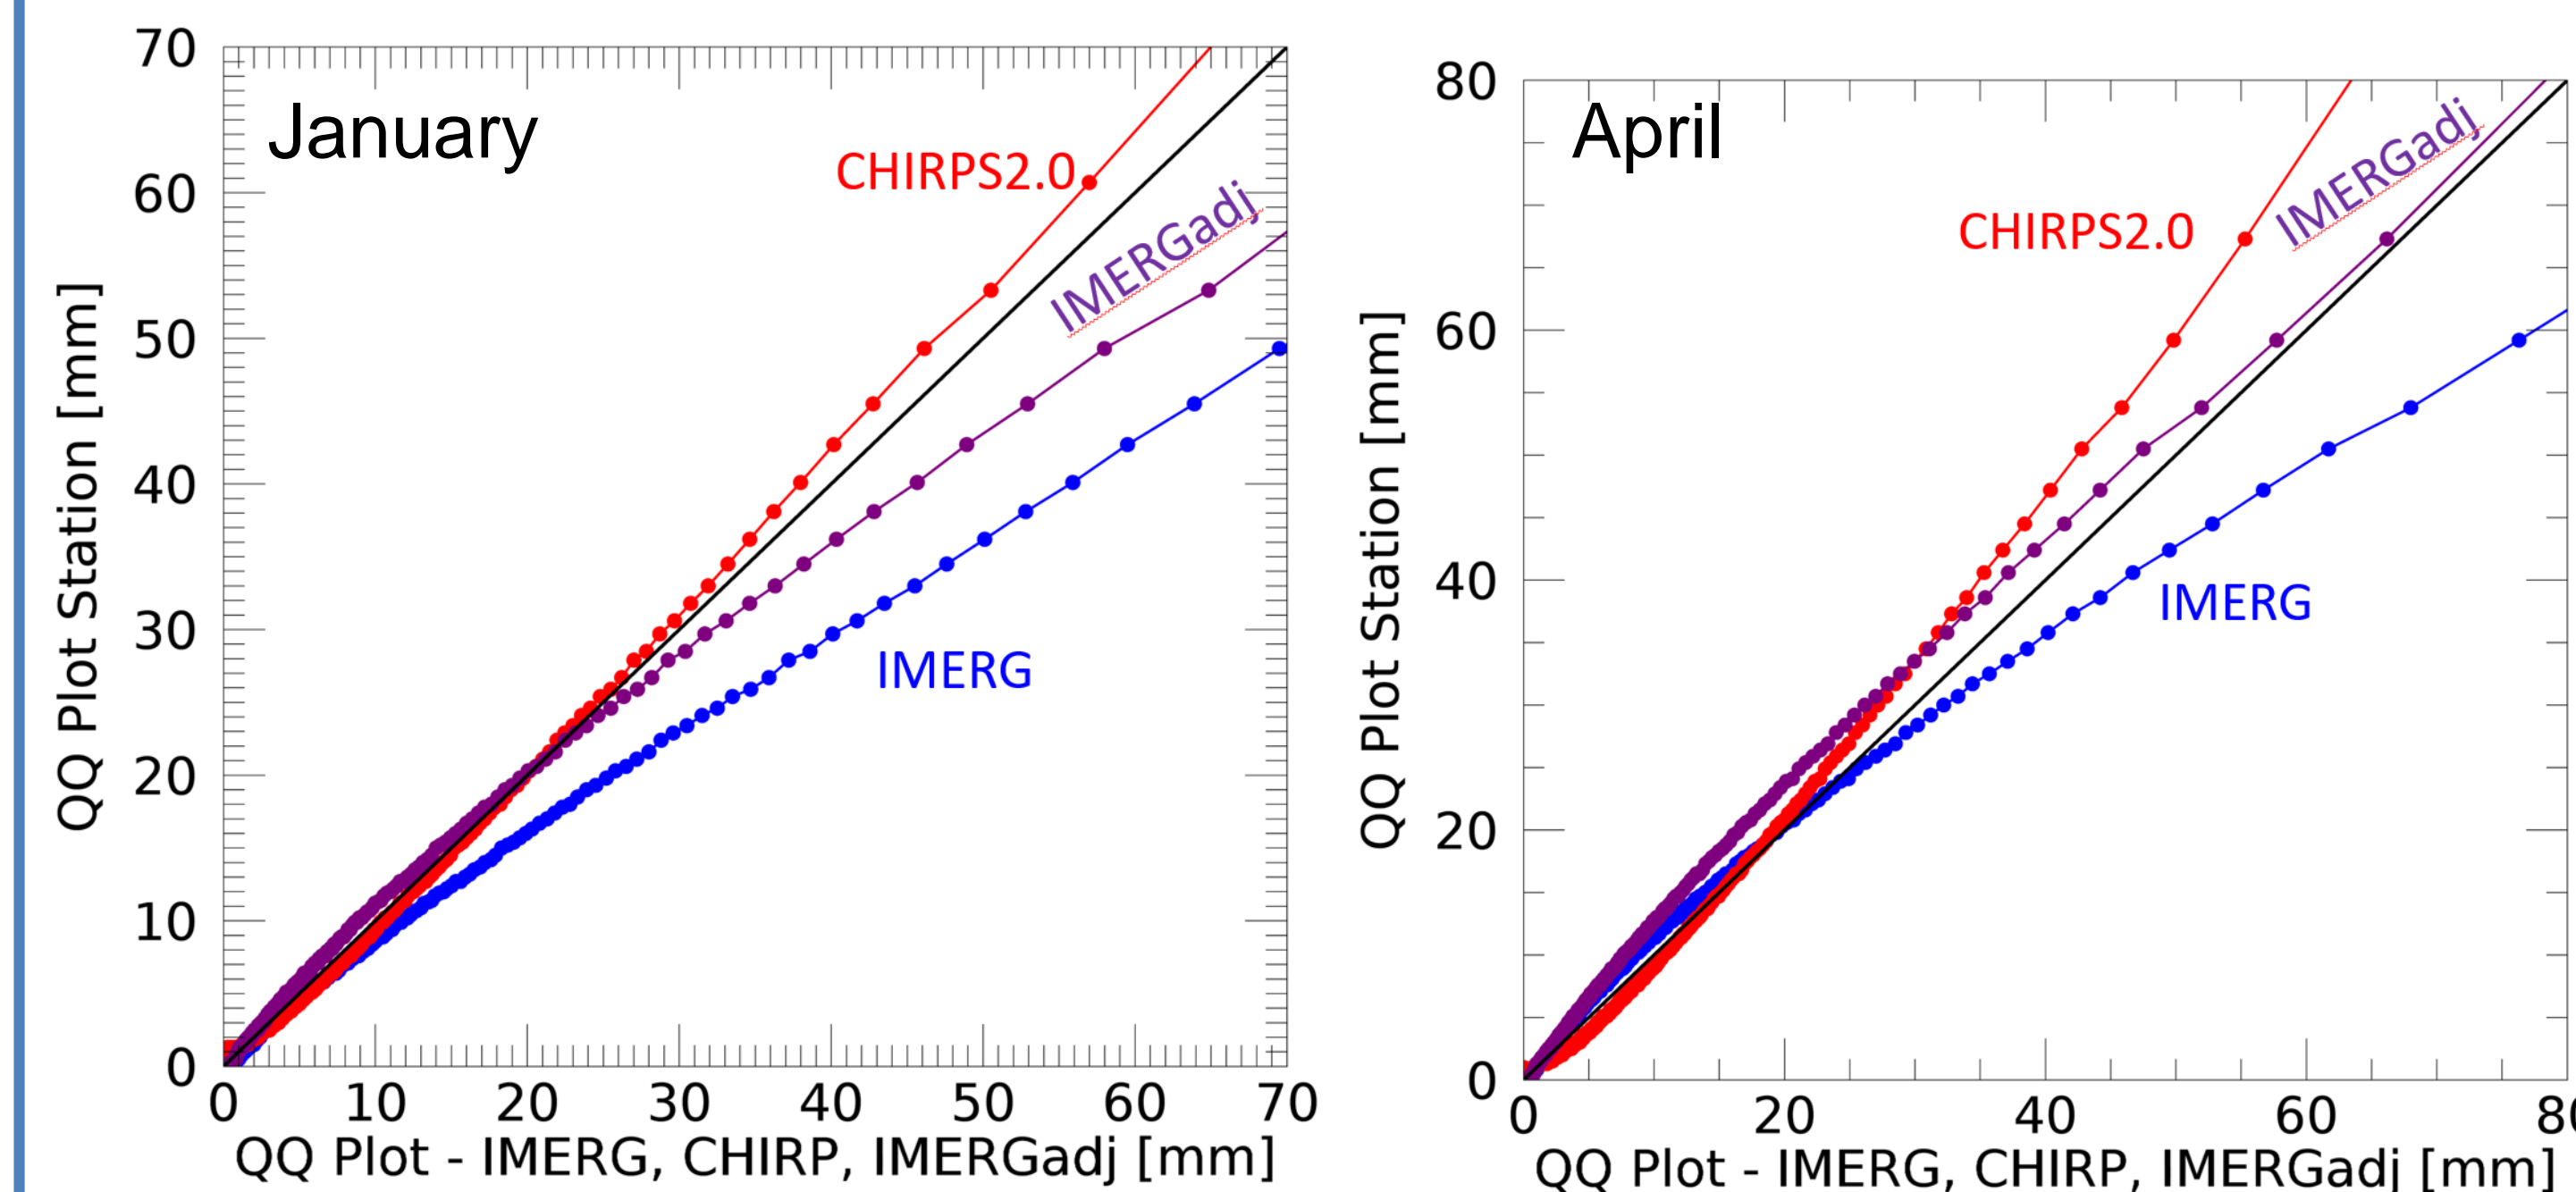 January
CHIRPS2.0
IMERGadj
IMERG
70
60
50
40
30
20
10
0
0 10 20 30 40 50 60 70
QQ Plot Station [mm]
QQ Plot - IMERG, CHIRP, IMERGadj [mm]
April
IMERGadj
CHIRPS2.0
IMERG
80
60
40
20
0
0 20 40 60
QQ Plot Station [mm]
QQ Plot - IMERG, CHIRP, IMERGadj [mm]